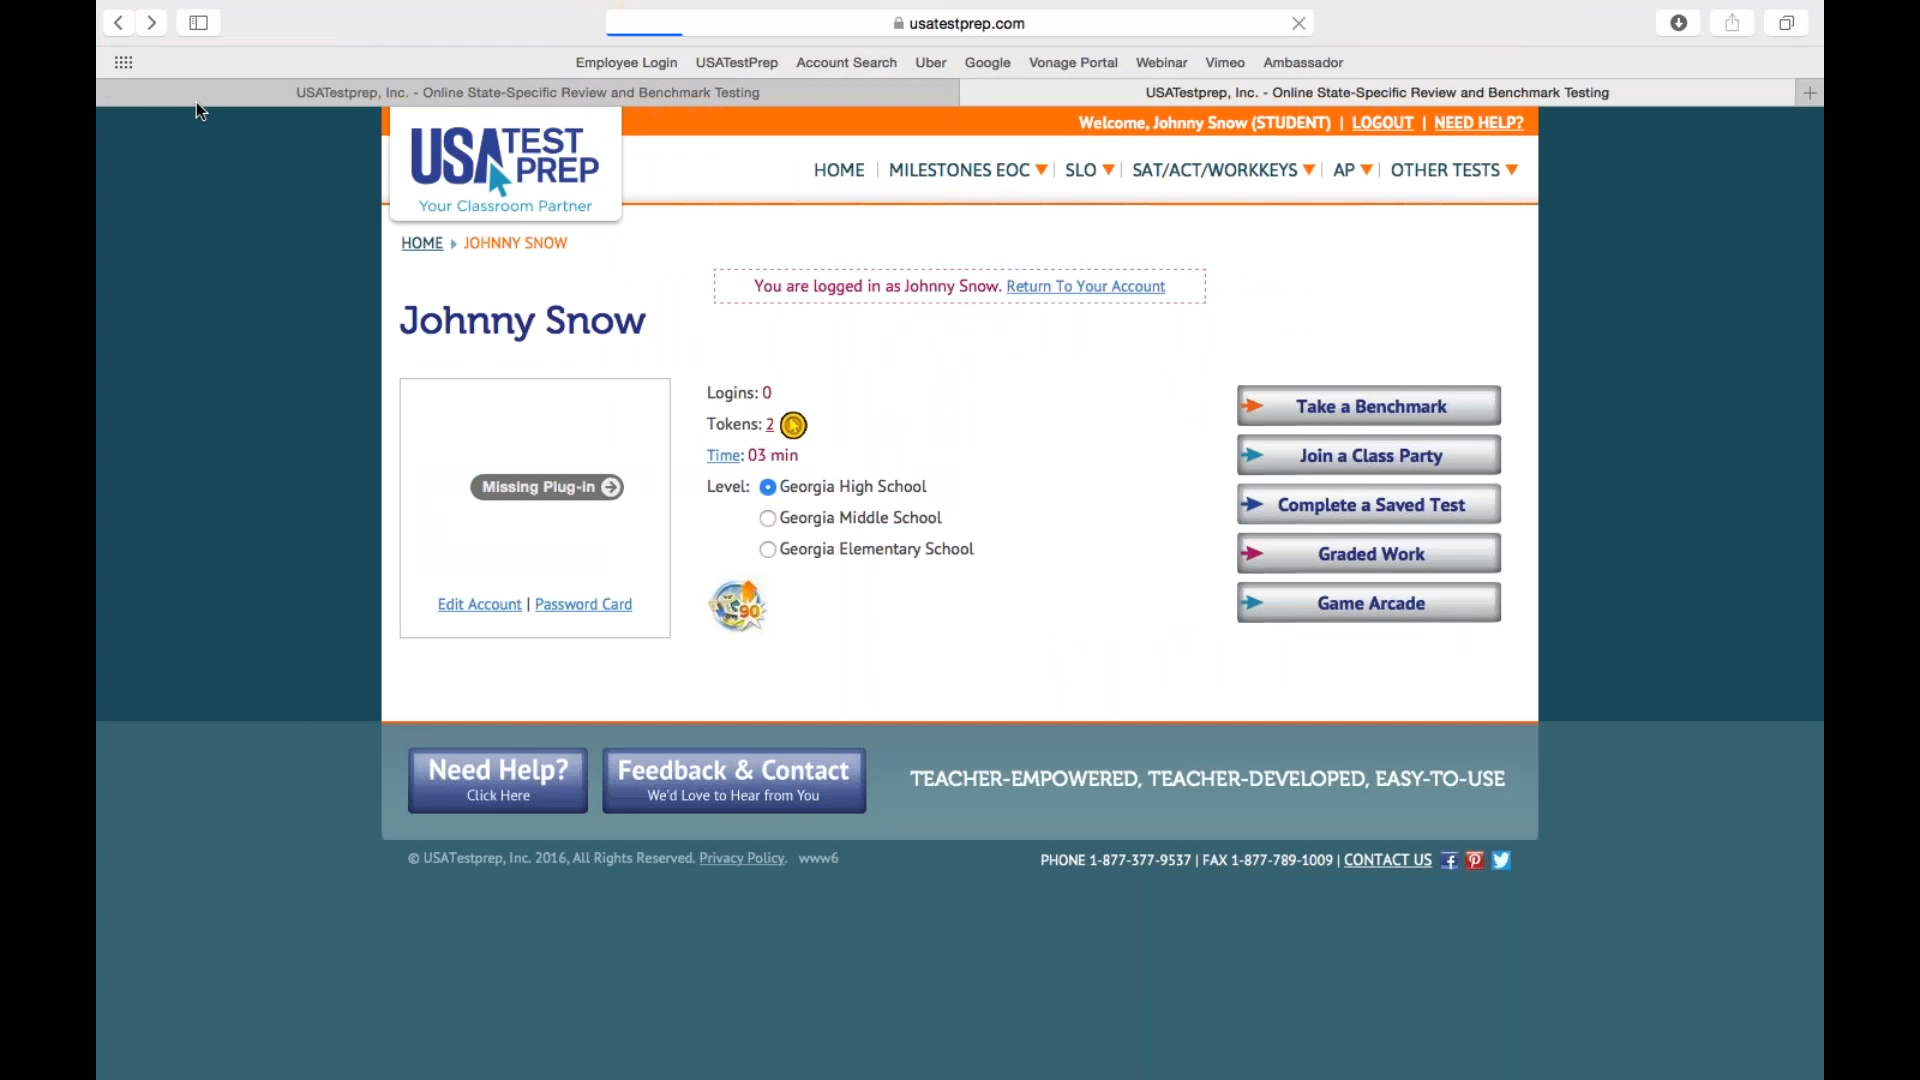 usatestprep.com
Employee Login USATestPrep Account Search Uber Google Vonage Portal Webinar Vimeo Ambassador
USATestprep, Inc. - Online State-Specific Review and Benchmark Testing
USATestprep, Inc. - Online State-Specific Review and Benchmark Testing
Welcome, Johnny Snow (STUDENT) | LOGOUT | NEED HELP?
USA TEST PREP
Your Classroom Partner
HOME | MILESTONES EOC | SLO | SAT/ACT/WORKKEYS | AP | OTHER TESTS
HOME JOHNNY SNOW
You are logged in as Johnny Snow. Return To Your Account
Johnny Snow
Missing Plug-in
Edit Account | Password Card
Logins: 0
Tokens: 2
Time: 03 min
Level: Georgia High School
Georgia Middle School
Georgia Elementary School
90
Take a Benchmark
Join a Class Party
Complete a Saved Test
Graded Work
Game Arcade
Need Help?
Click Here
Feedback & Contact
We'd Love to Hear from You
TEACHER-EMPOWERED, TEACHER-DEVELOPED, EASY-TO-USE
© USATestprep, Inc. 2016, All Rights Reserved. Privacy Policy. www6
PHONE 1-877-377-9537 | FAX 1-877-789-1009 | CONTACT US